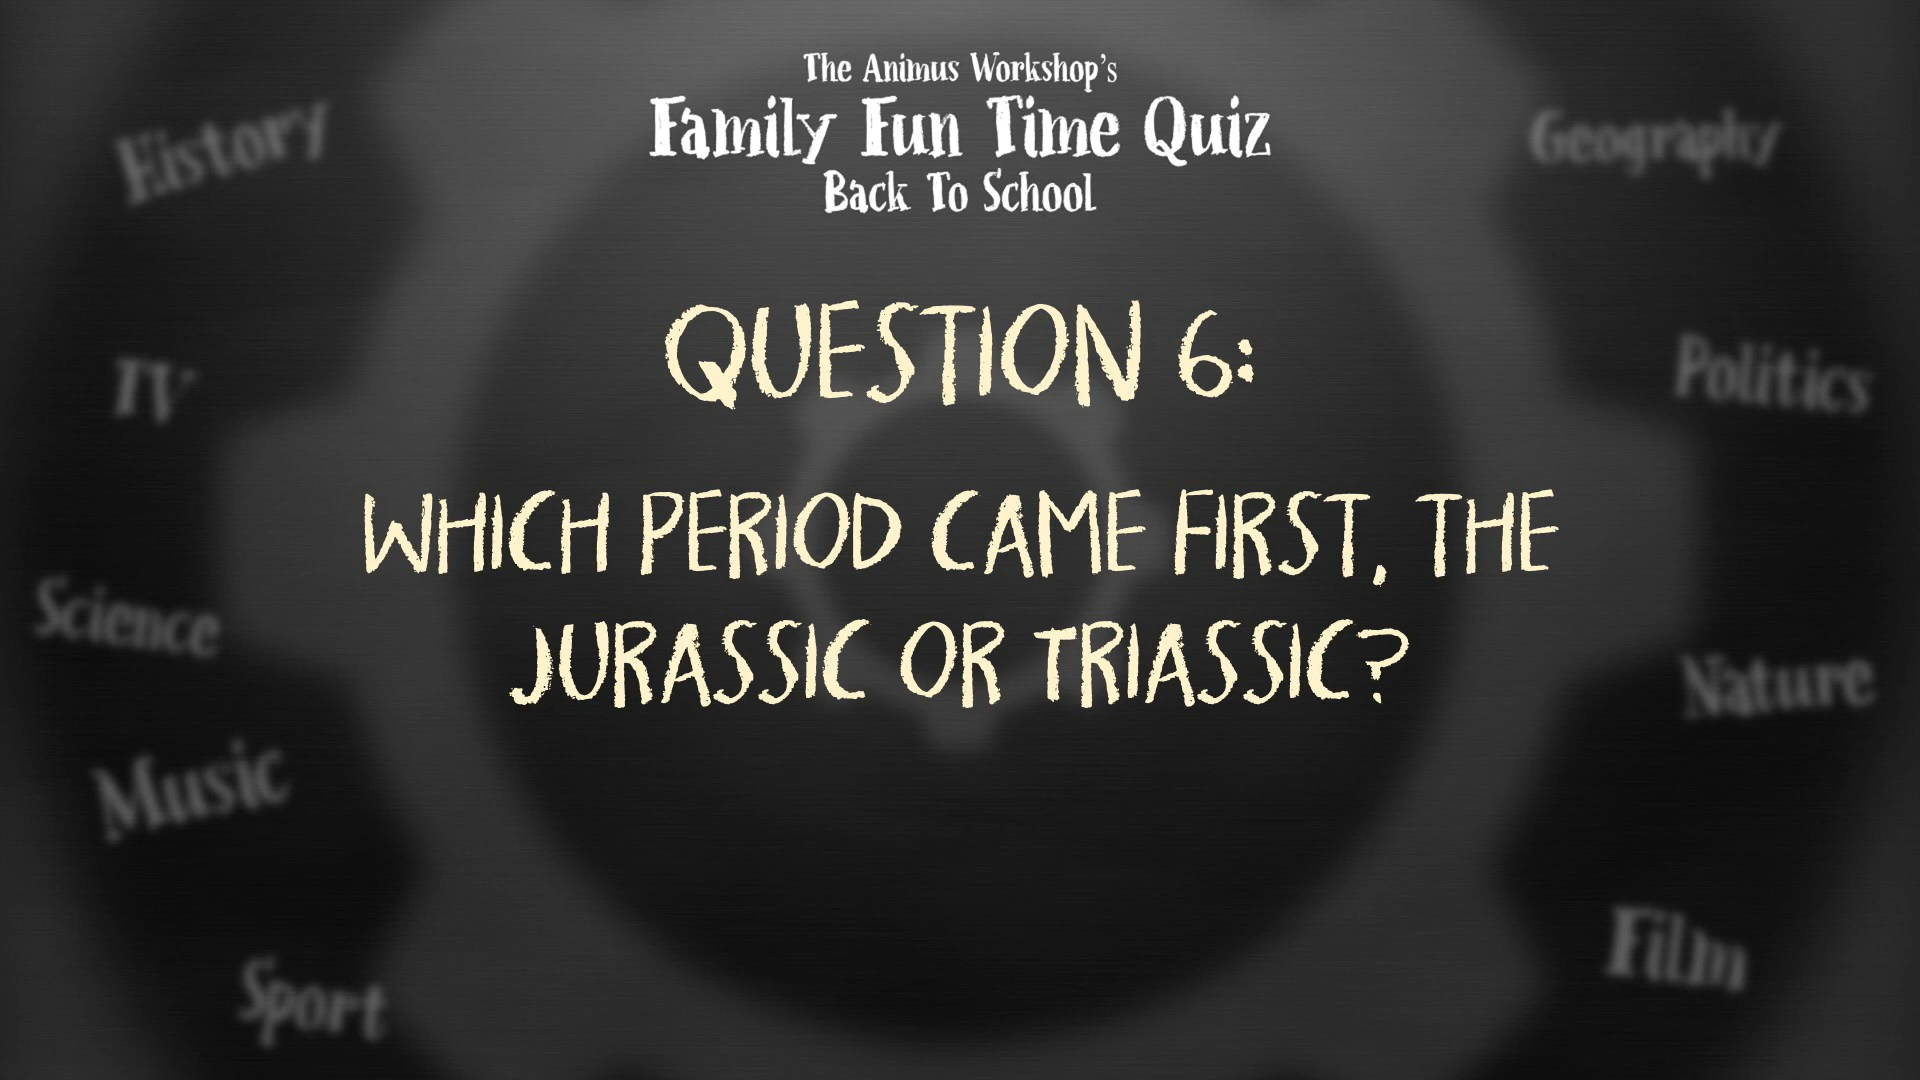 The Animus Workshop's
Family Fun Time Quiz
Back To School
History
Geography
QUESTION 6:
TV
Politics
WHICH PERIOD CAME FIRST, THE
JURASSIC OR TRIASSIC?
Science
Nature
Music
Film
Sport